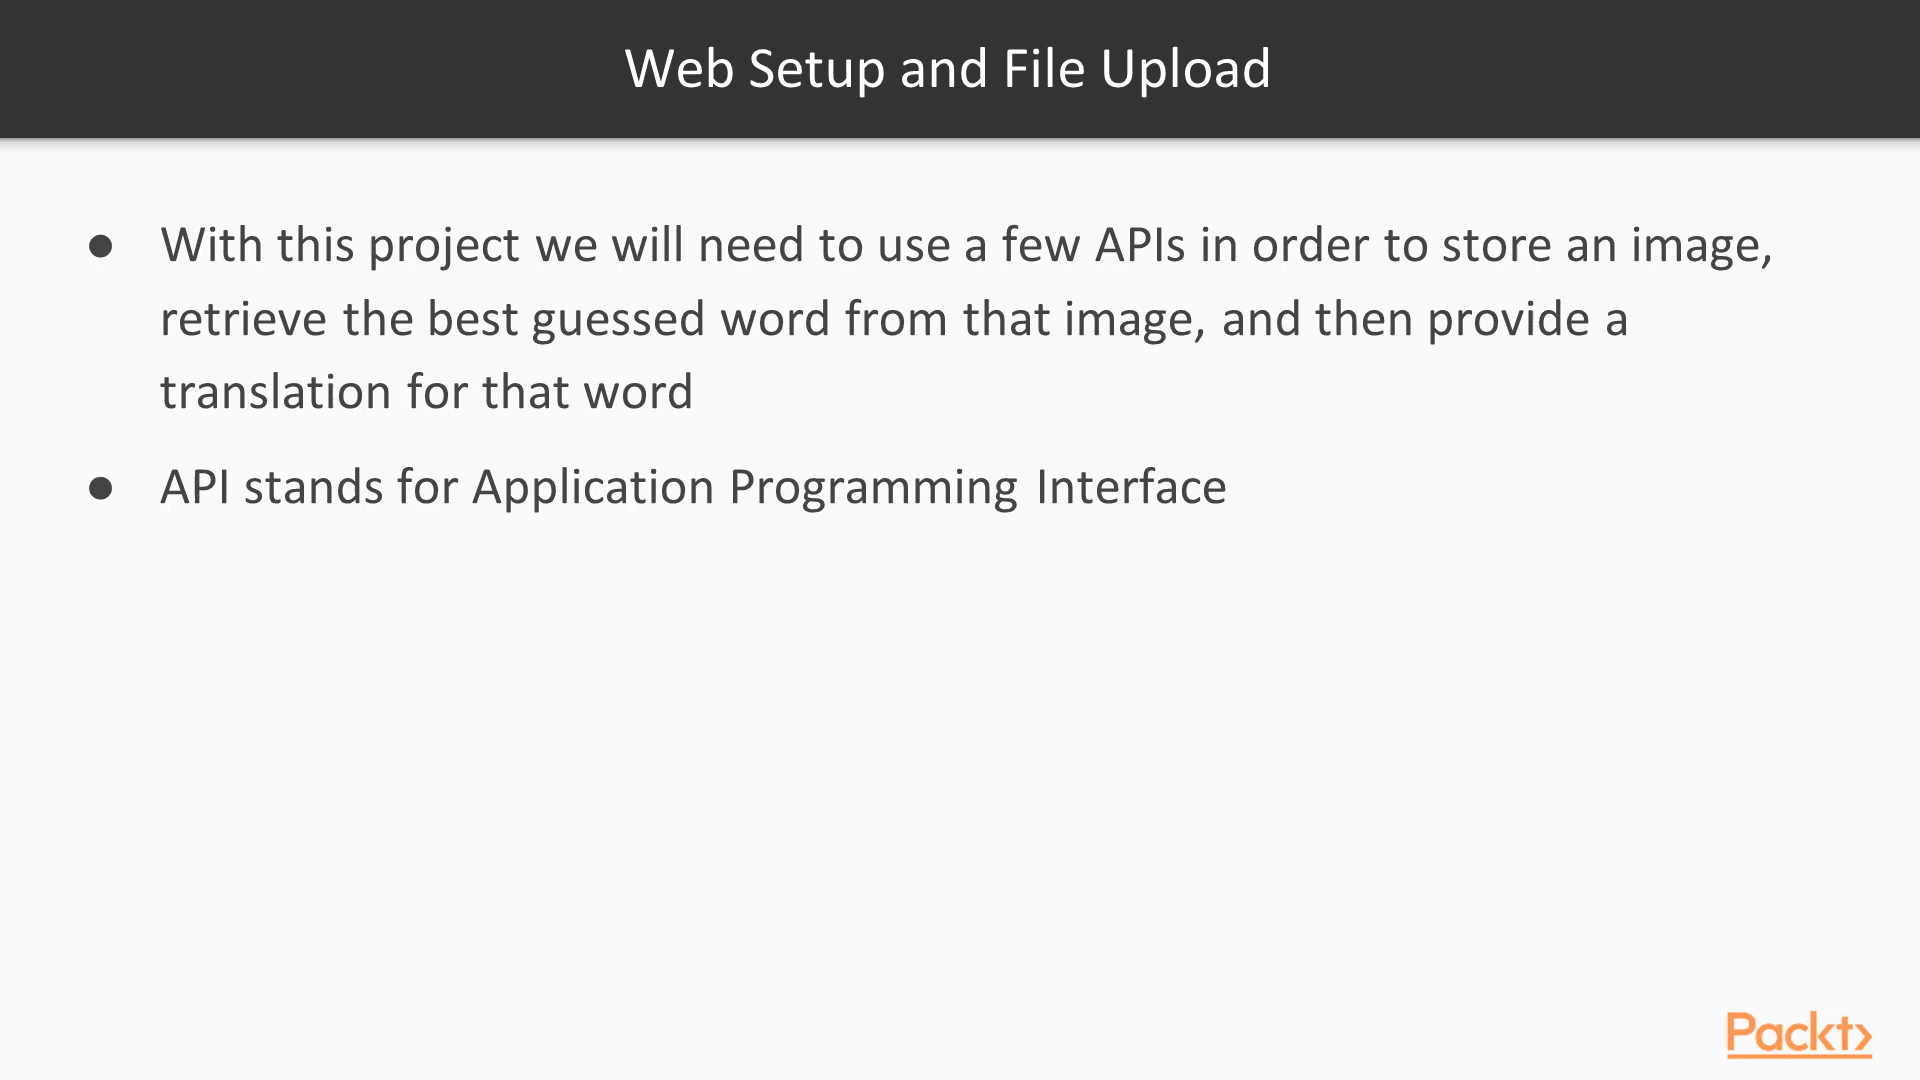 Web Setup and File Upload
● With this project we will need to use a few APIs in order to store an image,
retrieve the best guessed word from that image, and then provide a
translation for that word
● API stands for Application Programming Interface
Packt>